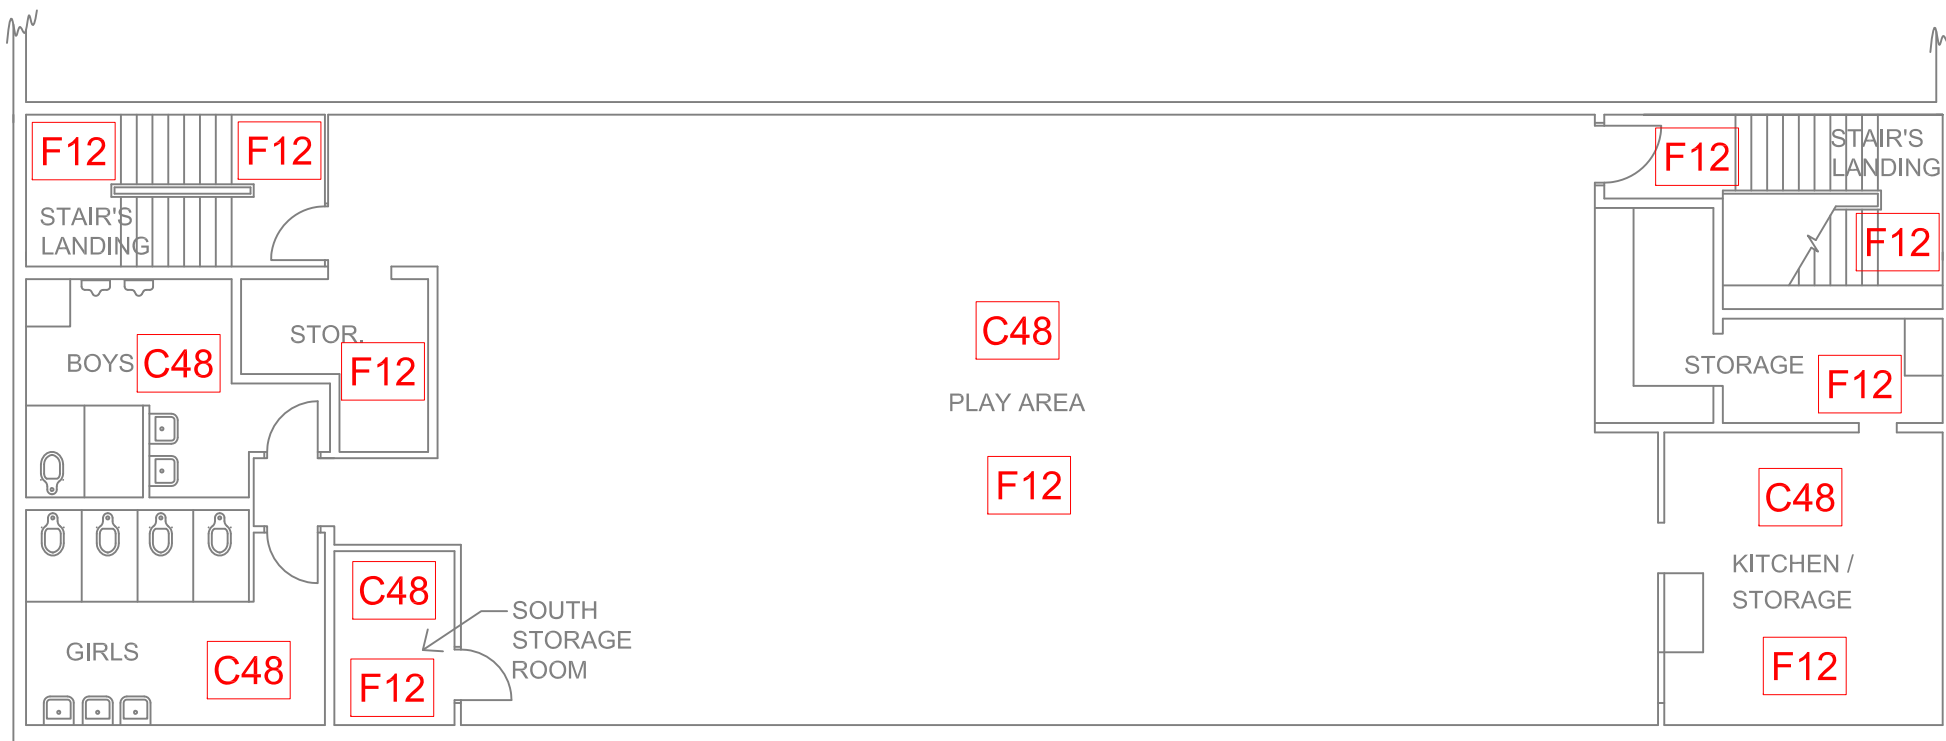 F12
F12
F12
STAIR'S
LANDING
STAIR'S
LANDING
F12
C48
STOR.
BOYS
C48
F12
STORAGE
F12
PLAY AREA
F12
C48
KITCHEN /
STORAGE
C48
SOUTH
STORAGE
ROOM
GIRLS
C48
F12
F12